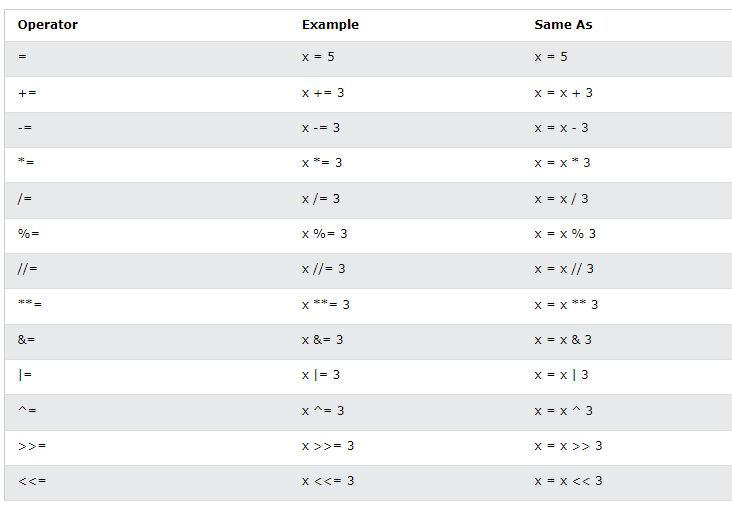 Operator Example Same As
= x = 5 x = 5
+= x += 3 x = x + 3
-= x -= 3 x = x - 3
*= x *= 3 x = x * 3
/= x /= 3 x = x / 3
%= x %= 3 x = x % 3
//= x //= 3 x = x // 3
**= x **= 3 x = x ** 3
&= x &= 3 x = x & 3
|= x |= 3 x = x | 3
^= x ^= 3 x = x ^ 3
>>= x >>= 3 x = x >> 3
<<= x <<= 3 x = x << 3